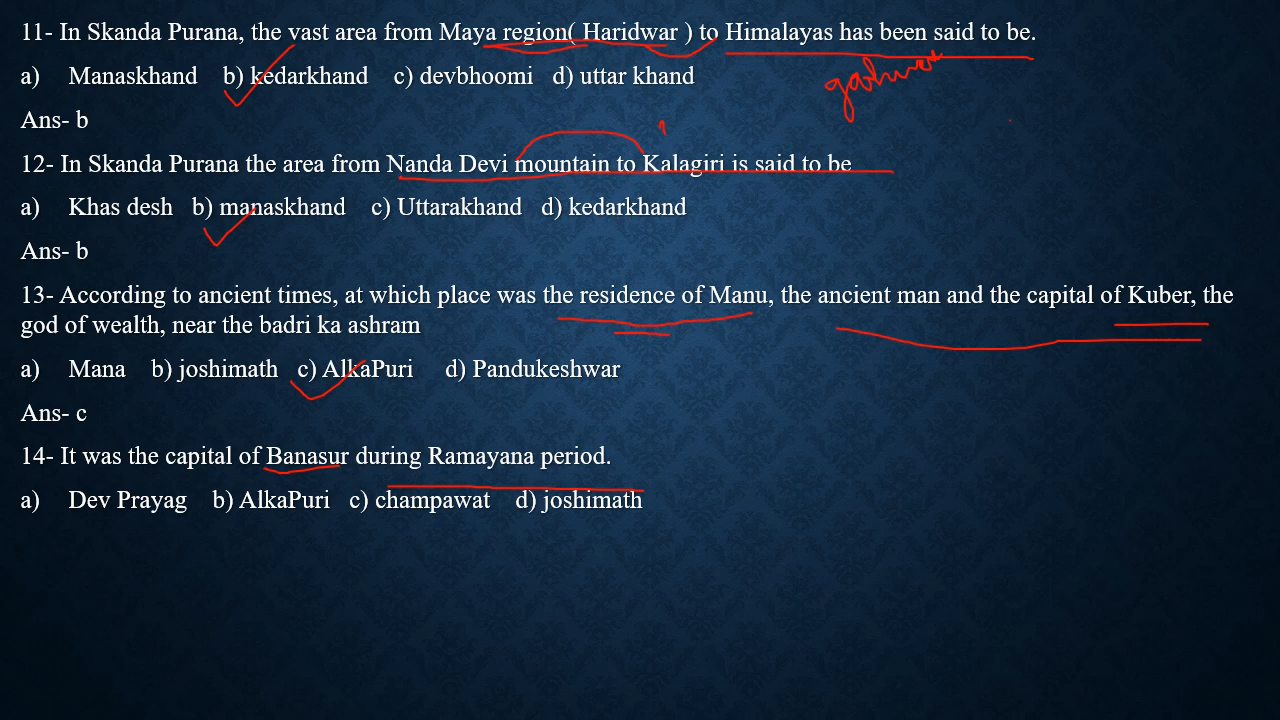 11- In Skanda Purana, the vast area from Maya region( Haridwar ) to Himalayas has been said to be.
a) Manaskhand b) kedarkhand c) devbhoomi d) uttar khand
Ans- b
12- In Skanda Purana the area from Nanda Devi mountain to Kalagiri is said to be
a) Khas desh b) manaskhand c) Uttarakhand d) kedarkhand
Ans- b
13- According to ancient times, at which place was the residence of Manu, the ancient man and the capital of Kuber, the
god of wealth, near the badri ka ashram
a) Mana b) joshimath c) AlkaPuri d) Pandukeshwar
Ans- c
14- It was the capital of Banasur during Ramayana period.
a) Dev Prayag b) AlkaPuri c) champawat d) joshimath